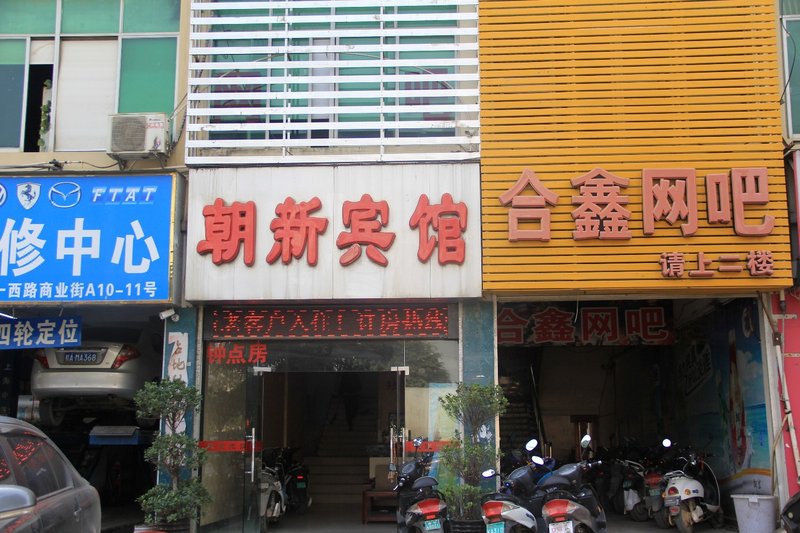 FTAT
修中心
一西路商业街A10-11号
四轮定位
MA368
朝新宾馆
钟点房
合鑫网吧
请上二楼
合鑫网吧